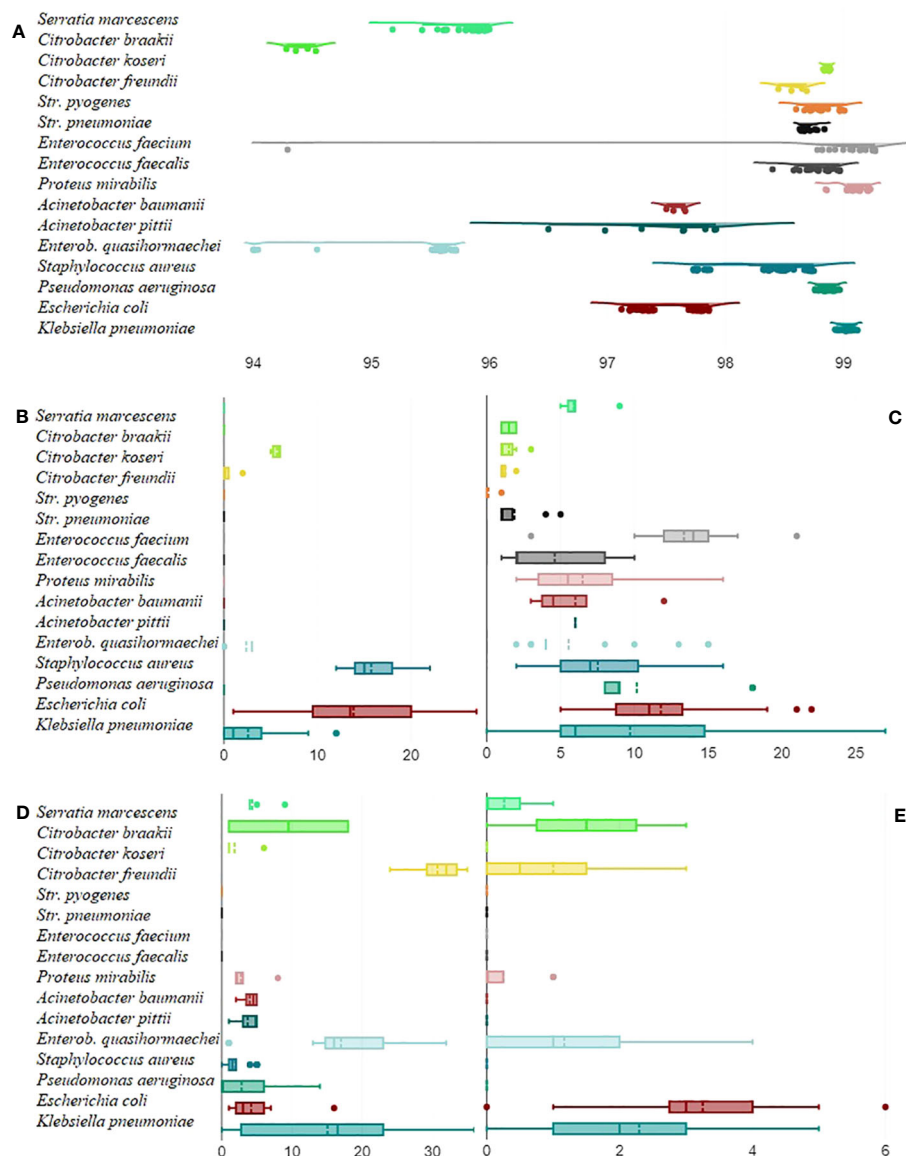 A
Serratia marcescens
Citrobacter braakii
Citrobacter koseri
Citrobacter freundii
Str. pyogenes
Str. pneumoniae
Enterococcus faecium
Enterococcus faecalis
Proteus mirabilis
Acinetobacter baumanii
Acinetobacter pittii
Enterob. quasihormaechei
Staphylococcus aureus
Pseudomonas aeruginosa
Escherichia coli
Klebsiella pneumoniae
94 95 96 97 98 99
B
C
Serratia marcescens
Citrobacter braakii
Citrobacter koseri
Citrobacter freundii
Str. pyogenes
Str. pneumoniae
Enterococcus faecium
Enterococcus faecalis
Proteus mirabilis
Acinetobacter baumanii
Acinetobacter pittii
Enterob. quasihormaechei
Staphylococcus aureus
Pseudomonas aeruginosa
Escherichia coli
Klebsiella pneumoniae
0 10 20 0 5 10 15 20 25
D
E
Serratia marcescens
Citrobacter braakii
Citrobacter koseri
Citrobacter freundii
Str. pyogenes
Str. pneumoniae
Enterococcus faecium
Enterococcus faecalis
Proteus mirabilis
Acinetobacter baumanii
Acinetobacter pittii
Enterob. quasihormaechei
Staphylococcus aureus
Pseudomonas aeruginosa
Escherichia coli
Klebsiella pneumoniae
0 10 20 30 0 2 4 6